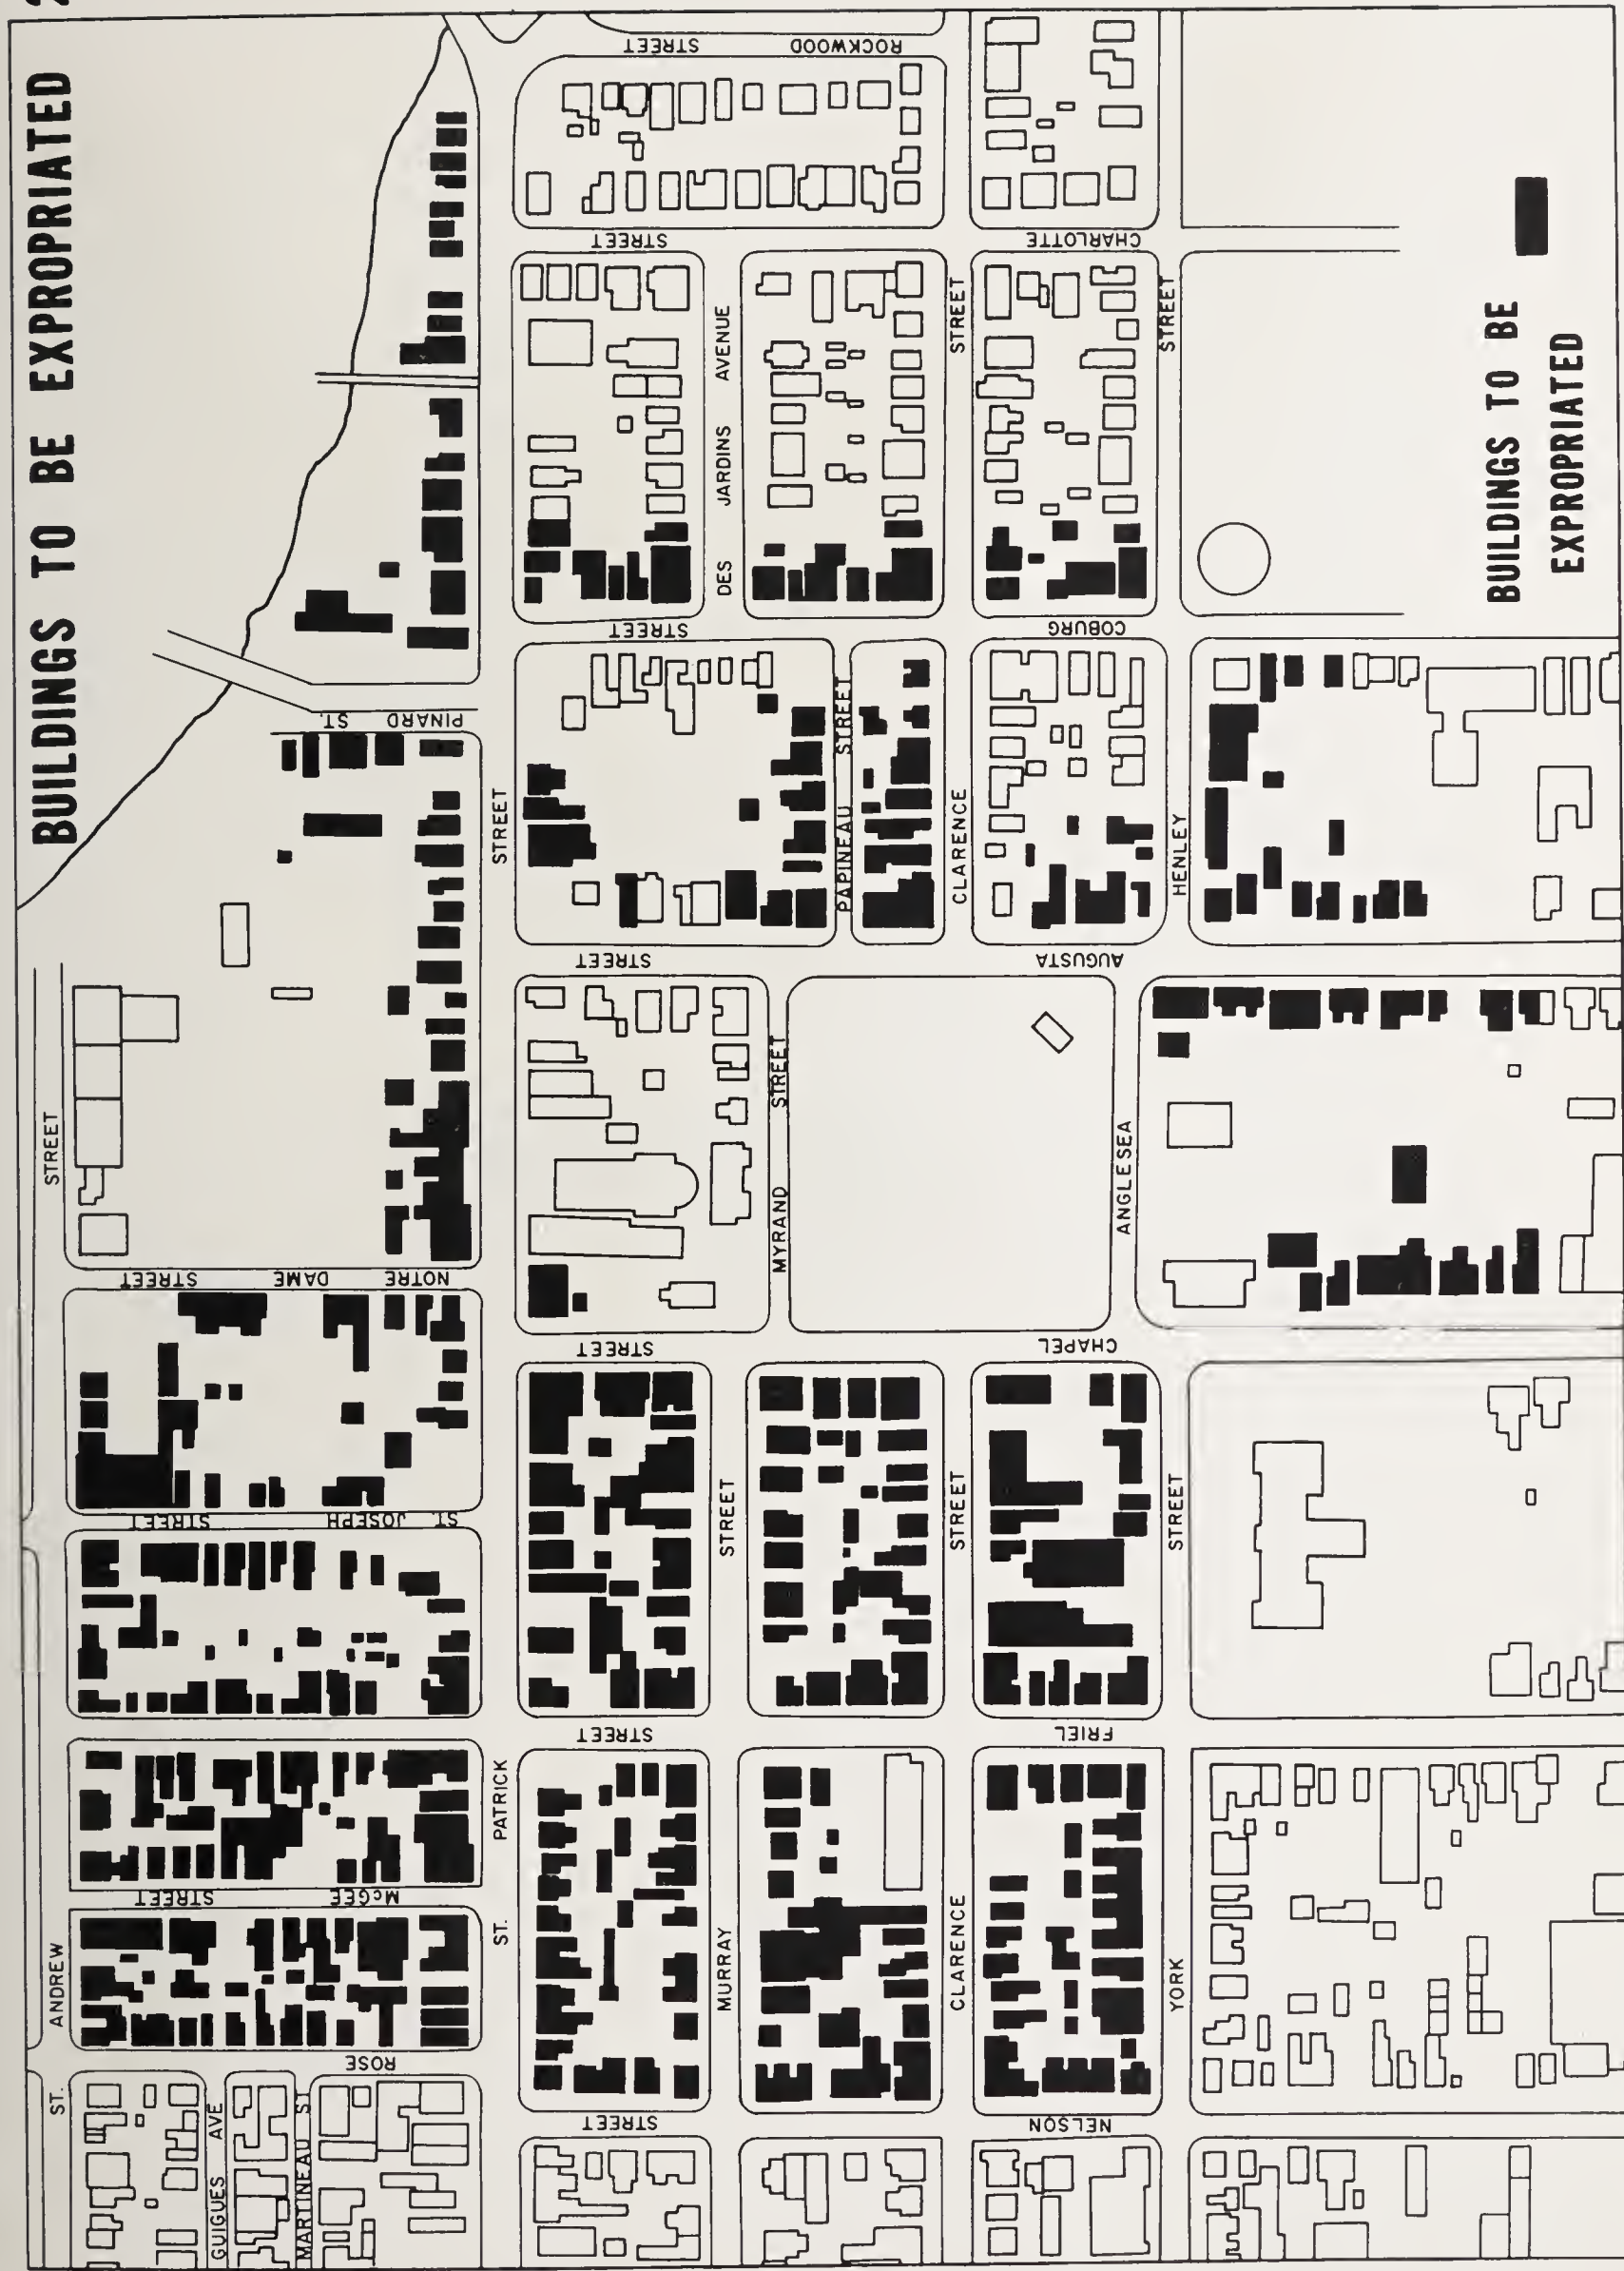 BUILDINGS TO BE EXPROPRIATED
ROCKWOOD STREET
CHARLOTTE STREET
COBURG STREET
PINARD ST.
AUGUSTA STREET
NOTRE DAME STREET
CHAPEL STREET
ST. JOSEPH STREET
FRIEL STREET
McGEE STREET
ROSE
NELSON STREET
ST. ANDREW STREET
GUIGUES AVE
MARTINEAU ST
ST. PATRICK STREET
MURRAY STREET
DES JARDINS AVENUE
MYRAND STREET
PAPINEAU STREET
CLARENCE STREET
CLARENCE STREET
YORK STREET
ANGLESEA
HENLEY STREET
BUILDINGS TO BE
EXPROPRIATED